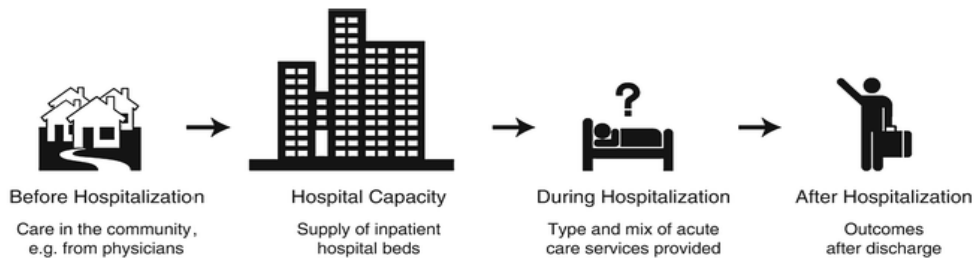 ?
Before Hospitalization
Care in the community,
e.g. from physicians
Hospital Capacity
Supply of inpatient
hospital beds
During Hospitalization
Type and mix of acute
care services provided
After Hospitalization
Outcomes
after discharge